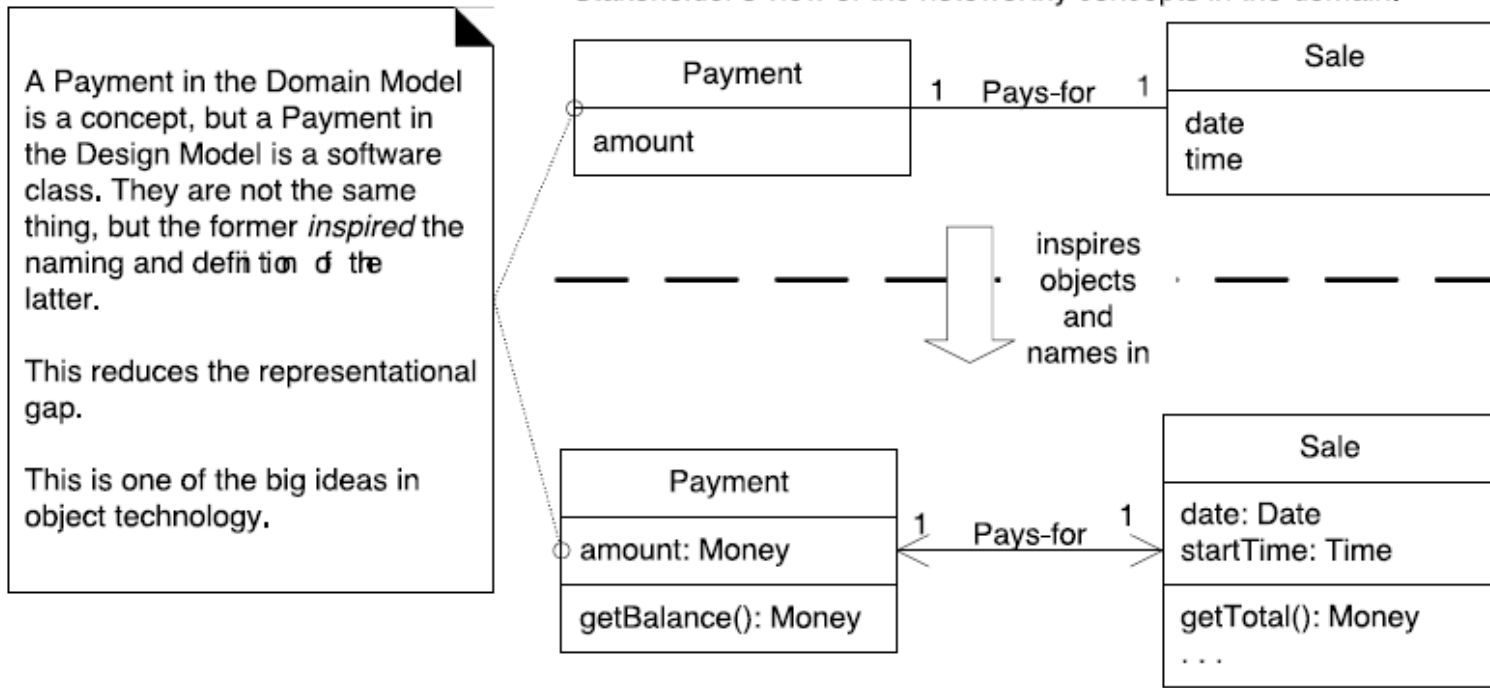 A Payment in the Domain Model
is a concept, but a Payment in
the Design Model is a software
class. They are not the same
thing, but the former inspired the
naming and definition of the
latter.
This reduces the representational
gap.
This is one of the big ideas in
object technology.
Payment
amount
1 Pays-for 1
Sale
date
time
inspires
objects
and
names in
Payment
amount: Money
getBalance(): Money
1 Pays-for 1
Sale
date: Date
startTime: Time
getTotal(): Money
. . .